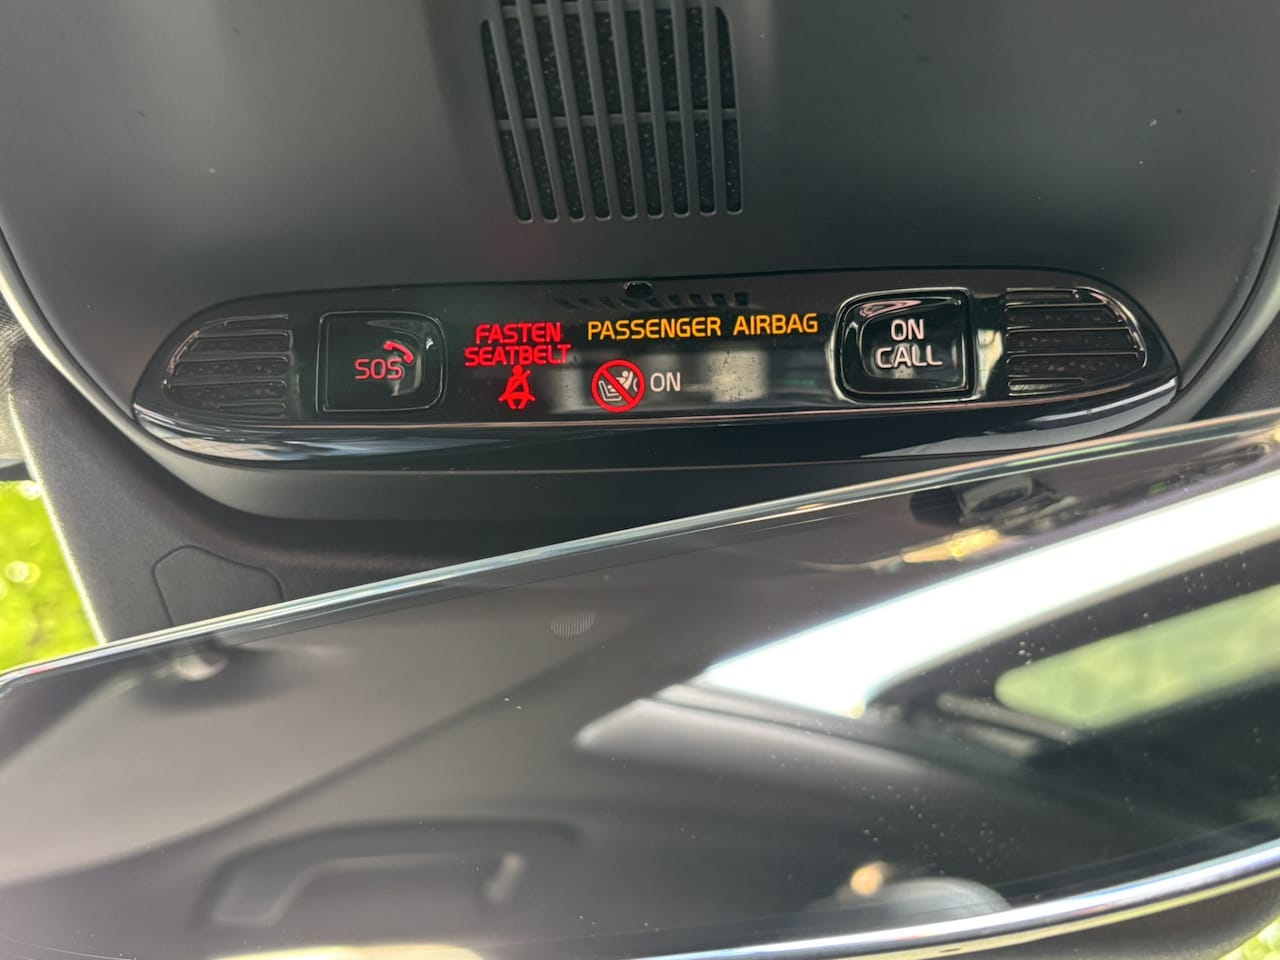 SOS
FASTEN
SEATBELT
PASSENGER AIRBAG
ON
ON
CALL